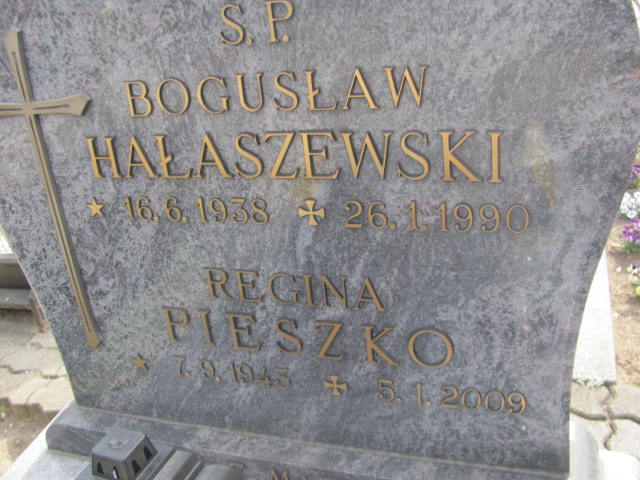 S.P.
BOGUSŁAW
HAŁASZEWSKI
16.6.1938 26.1.1990
REGINA
PIESZKO
7.9.1943 5.1.2009